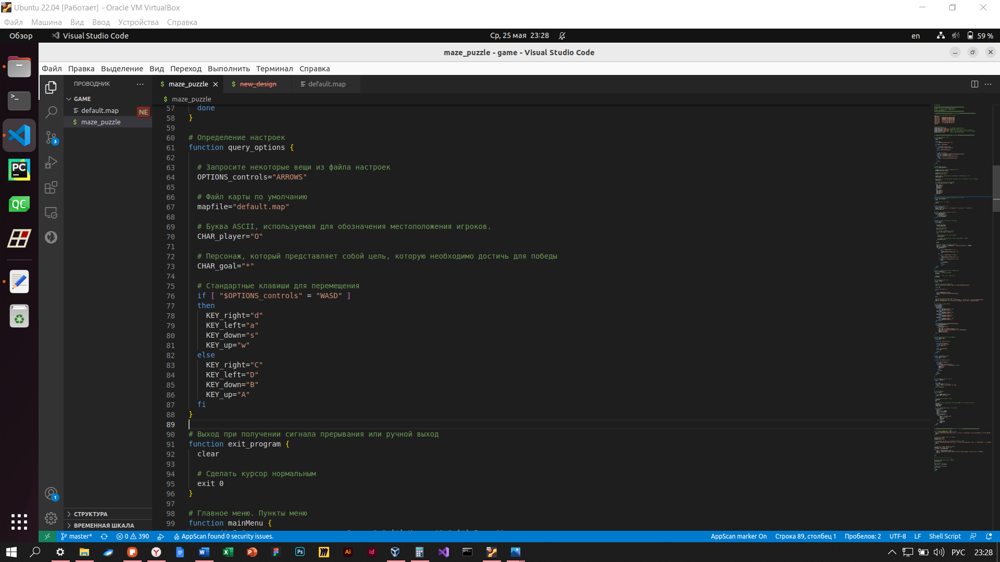 Ubuntu 22.04 [Работает] - Oracle VM VirtualBox
Файл Машина Вид Ввод Устройства Справка
Обзор Visual Studio Code Ср, 25 мая 23:28 en 59 %
maze_puzzle - game - Visual Studio Code
Файл Правка Выделение Вид Переход Выполнить Терминал Справка
ПРОВОДНИК ... $ maze_puzzle $ new_design default.map
GAME
default.map NE
$ maze_puzzle
$ maze_puzzle
57 done
58 }
59
60 # Определение настроек
61 function query_options {
62
63 # Запросите некоторые вещи из файла настроек
64 OPTIONS_controls="ARROWS"
65
66 # Файл карты по умолчанию
67 mapfile="default.map"
68
69 # Буква ASCII, используемая для обозначения местоположения игроков.
70 CHAR_player="O"
71
72 # Персонаж, который представляет собой цель, которую необходимо достичь для победы
73 CHAR_goal="*"
74
75 # Стандартные клавиши для перемещения
76 if [ "$OPTIONS_controls" = "WASD" ]
77 then
78 KEY_right="d"
79 KEY_left="a"
80 KEY_down="s"
81 KEY_up="w"
82 else
83 KEY_right="C"
84 KEY_left="D"
85 KEY_down="B"
86 KEY_up="A"
87 fi
88 }
89
90 # Выход при получении сигнала прерывания или ручной выход
91 function exit_program {
92 clear
93
94 # Сделать курсор нормальным
95 exit 0
96 }
97
98 # Главное меню. Пункты меню
99 function mainMenu {
PC
QC
3
1
СТРУКТУРА
ВРЕМЕННАЯ ШКАЛА
master* 0 390 AppScan found 0 security issues. AppScan marker On Строка 89, столбец 1 Пробелов: 2 UTF-8 LF Shell Script
W X P Ps Ai Id РУС 23:28